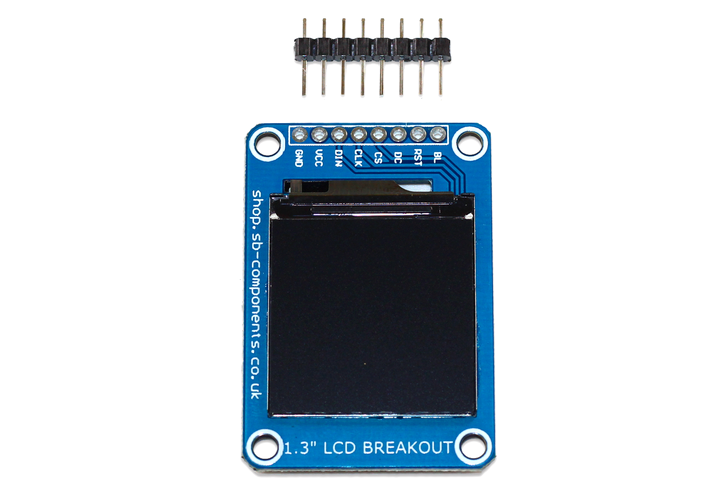 GND VCC DIN CLK CS DC RST BL
shop.sb-components.co.uk
1.3" LCD BREAKOUT